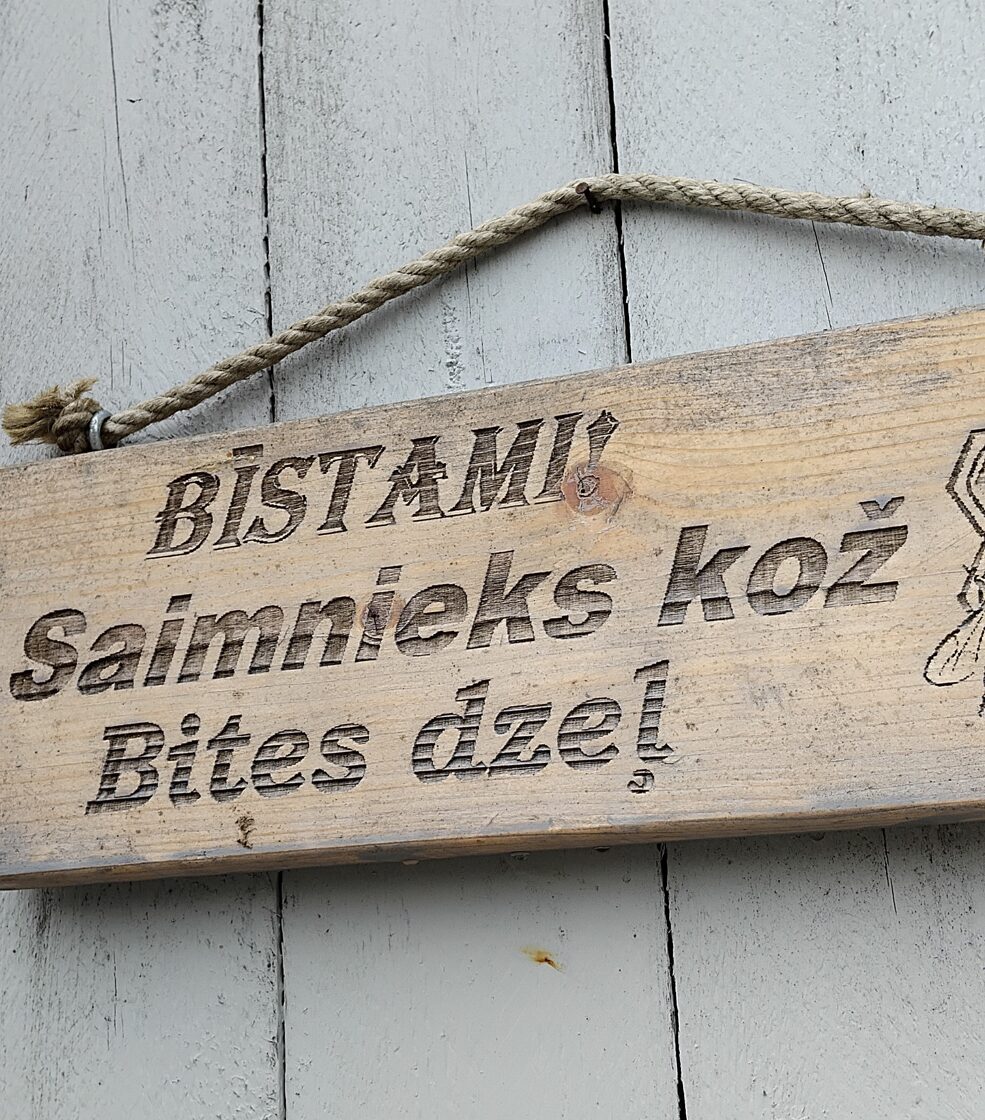 BĪSTAMI!
Saimnieks kož
Bites dzeļ